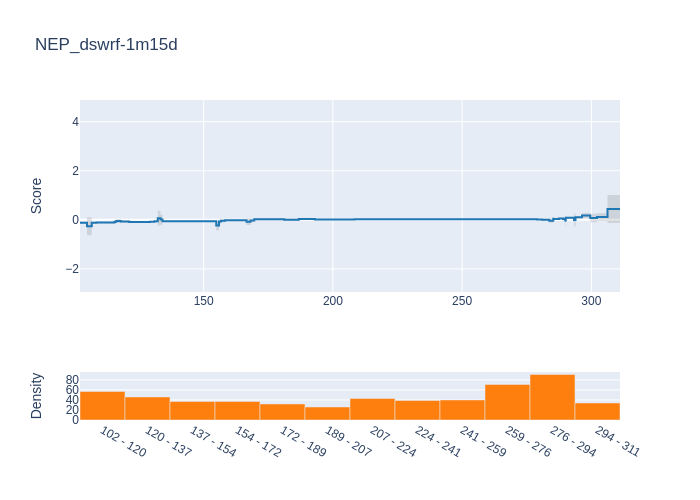 NEP_dswrf-1m15d
Score
4
2
0
−2
150
200
250
300
Density
80
60
40
20
0
102 - 120
120 - 137
137 - 154
154 - 172
172 - 189
189 - 207
207 - 224
224 - 241
241 - 259
259 - 276
276 - 294
294 - 311